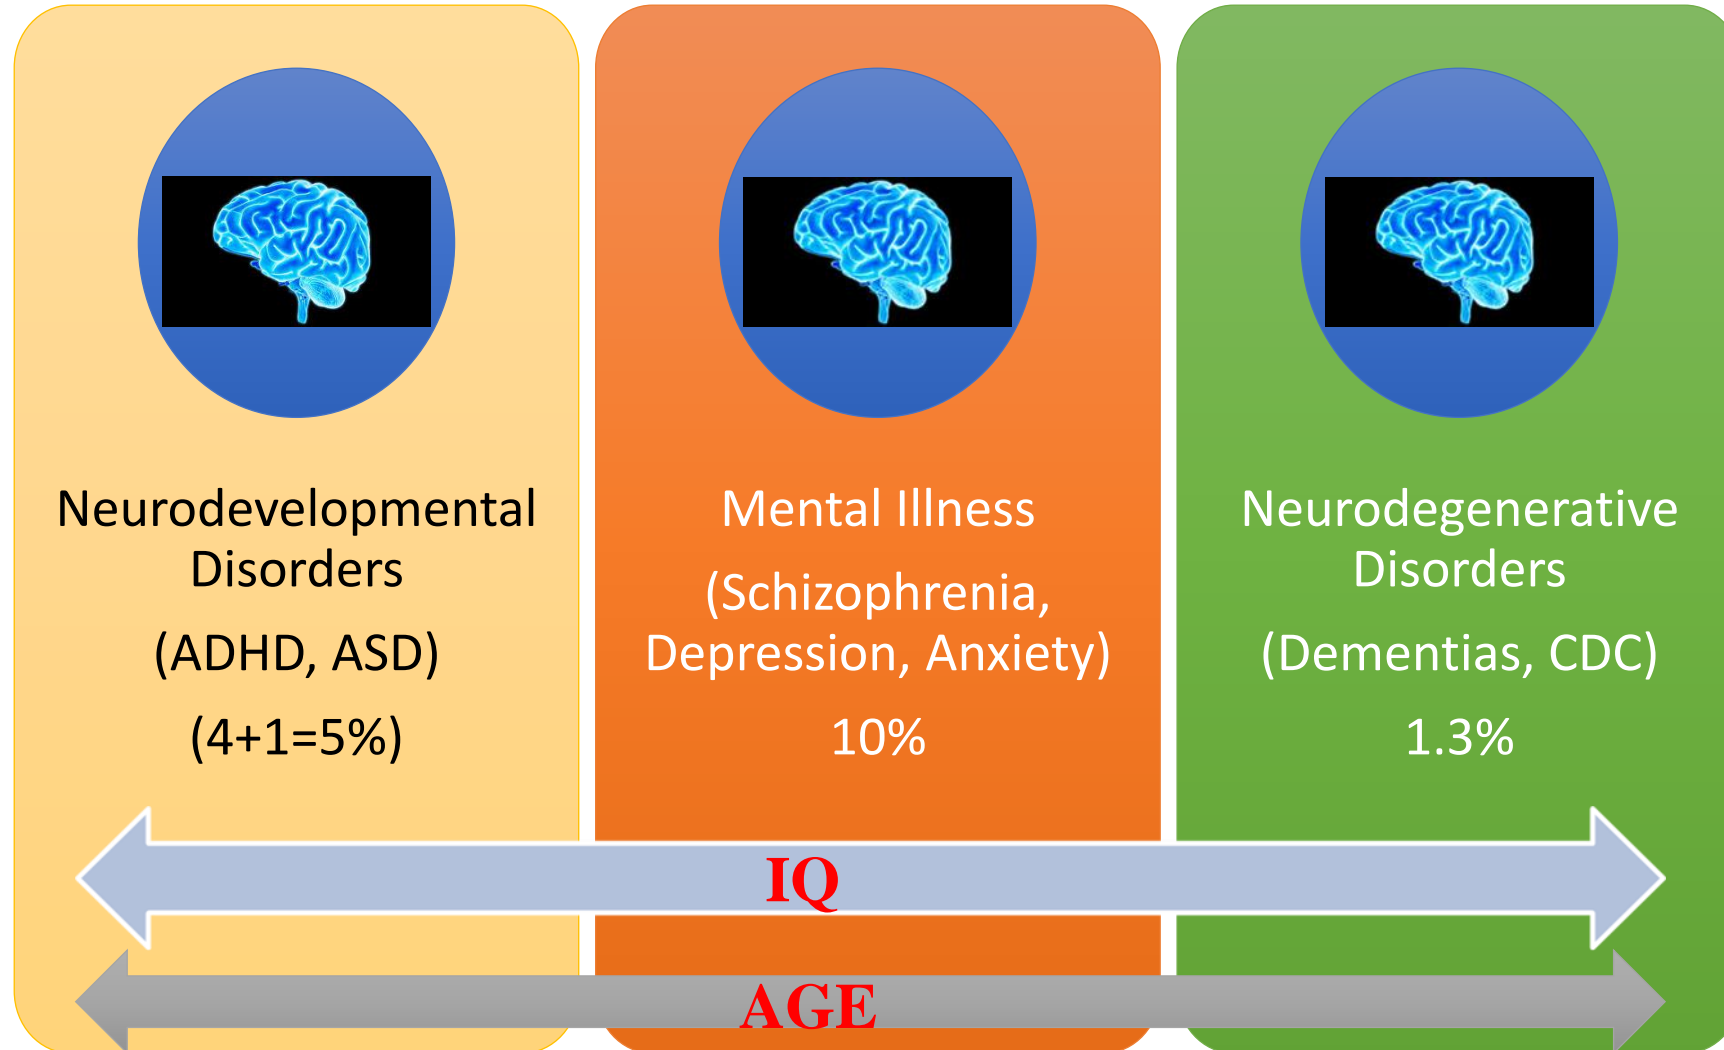 Neurodevelopmental
Disorders
(ADHD, ASD)
(4+1=5%)
Mental Illness
(Schizophrenia,
Depression, Anxiety)
10%
Neurodegenerative
Disorders
(Dementias, CDC)
1.3%
IQ
AGE